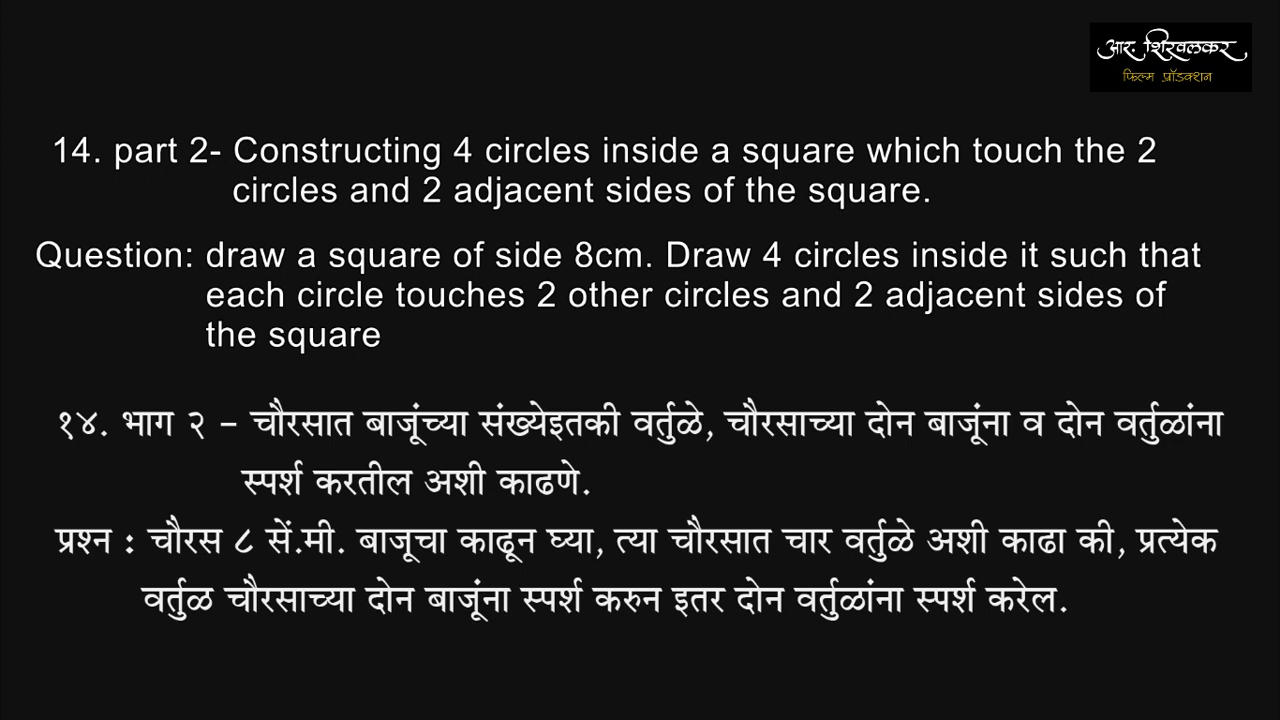 आर. शिरवलकर
फिल्म प्रॉडक्शन
14. part 2- Constructing 4 circles inside a square which touch the 2
circles and 2 adjacent sides of the square.
Question: draw a square of side 8cm. Draw 4 circles inside it such that
each circle touches 2 other circles and 2 adjacent sides of
the square
१४. भाग २ – चौरसात बाजूंच्या संख्येइतकी वर्तुळे, चौरसाच्या दोन बाजूंना व दोन वर्तुळांना
स्पर्श करतील अशी काढणे.
प्रश्न : चौरस ८ सें.मी. बाजूचा काढून घ्या, त्या चौरसात चार वर्तुळे अशी काढा की, प्रत्येक
वर्तुळ चौरसाच्या दोन बाजूंना स्पर्श करुन इतर दोन वर्तुळांना स्पर्श करेल.